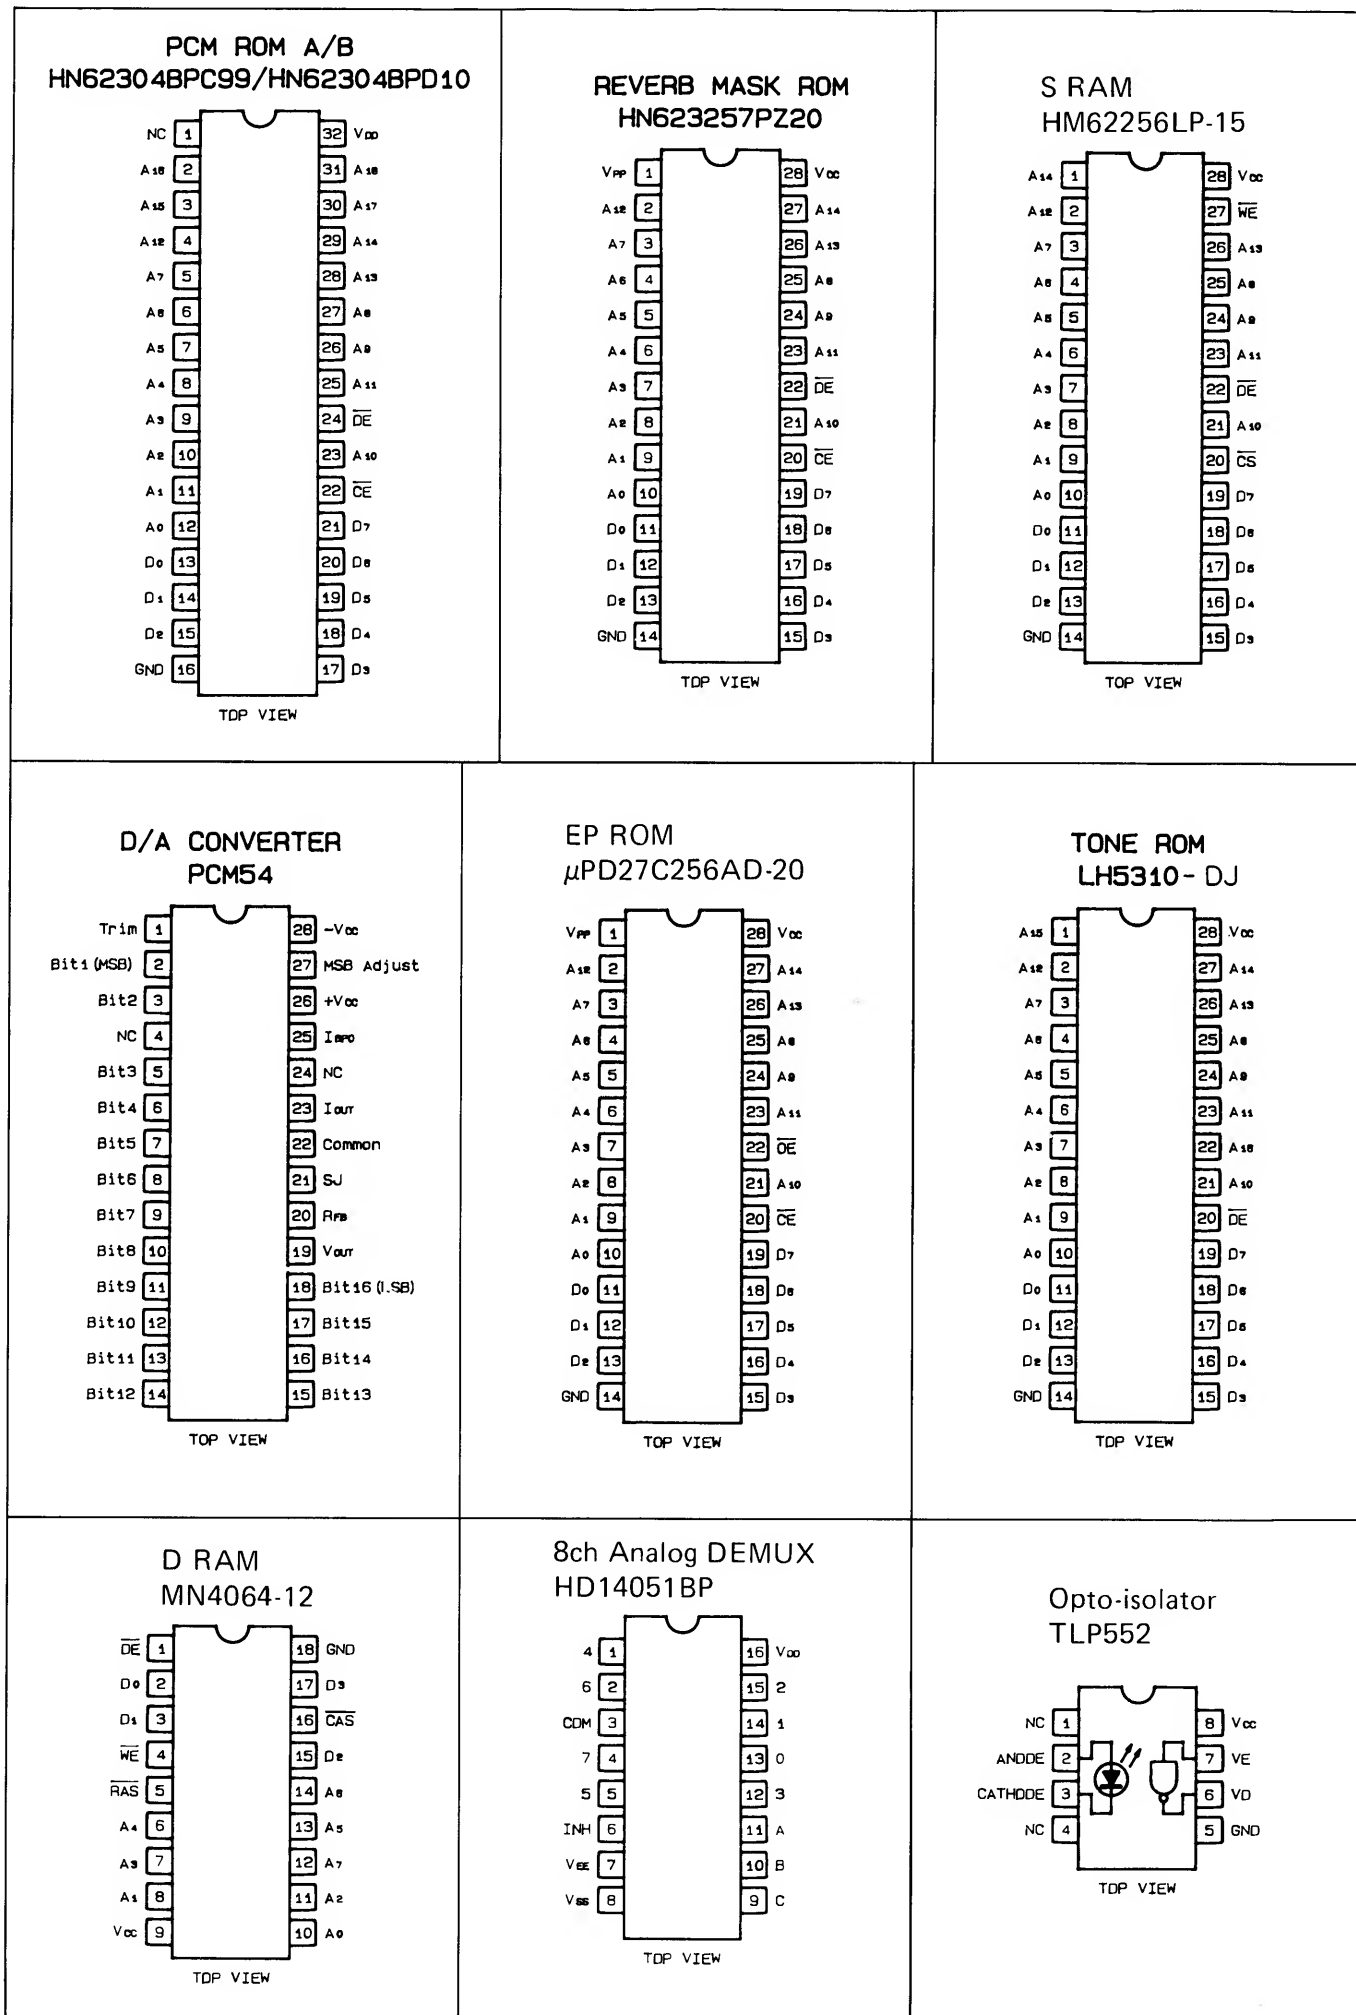 PCM ROM A/B
HN62304BPC99/HN62304BPD10
NC 1 32 VDD
A16 2 31 A18
A15 3 30 A17
A12 4 29 A14
A7 5 28 A13
A6 6 27 A8
A5 7 26 A9
A4 8 25 A11
A3 9 24 OE
A2 10 23 A10
A1 11 22 CE
A0 12 21 D7
D0 13 20 D6
D1 14 19 D5
D2 15 18 D4
GND 16 17 D3
TOP VIEW
REVERB MASK ROM
HN623257PZ20
VPP 1 28 VCC
A12 2 27 A14
A7 3 26 A13
A6 4 25 A8
A5 5 24 A9
A4 6 23 A11
A3 7 22 OE
A2 8 21 A10
A1 9 20 CE
A0 10 19 D7
D0 11 18 D6
D1 12 17 D5
D2 13 16 D4
GND 14 15 D3
TOP VIEW
S RAM
HM62256LP-15
A14 1 28 VCC
A12 2 27 WE
A7 3 26 A13
A6 4 25 A8
A5 5 24 A9
A4 6 23 A11
A3 7 22 OE
A2 8 21 A10
A1 9 20 CS
A0 10 19 D7
D0 11 18 D6
D1 12 17 D5
D2 13 16 D4
GND 14 15 D3
TOP VIEW
D/A CONVERTER
PCM54
Trim 1 28 -VCC
Bit1(MSB) 2 27 MSB Adjust
Bit2 3 26 +VCC
NC 4 25 IBPO
Bit3 5 24 NC
Bit4 6 23 IOUT
Bit5 7 22 Common
Bit6 8 21 SJ
Bit7 9 20 RFB
Bit8 10 19 VOUT
Bit9 11 18 Bit16(LSB)
Bit10 12 17 Bit15
Bit11 13 16 Bit14
Bit12 14 15 Bit13
TOP VIEW
EP ROM
μPD27C256AD-20
VPP 1 28 VCC
A12 2 27 A14
A7 3 26 A13
A6 4 25 A8
A5 5 24 A9
A4 6 23 A11
A3 7 22 OE
A2 8 21 A10
A1 9 20 CE
A0 10 19 D7
D0 11 18 D6
D1 12 17 D5
D2 13 16 D4
GND 14 15 D3
TOP VIEW
TONE ROM
LH5310-DJ
A15 1 28 VCC
A12 2 27 A14
A7 3 26 A13
A6 4 25 A8
A5 5 24 A9
A4 6 23 A11
A3 7 22 A16
A2 8 21 A10
A1 9 20 OE
A0 10 19 D7
D0 11 18 D6
D1 12 17 D5
D2 13 16 D4
GND 14 15 D3
TOP VIEW
D RAM
MN4064-12
OE 1 18 GND
D0 2 17 D3
D1 3 16 CAS
WE 4 15 D2
RAS 5 14 A6
A4 6 13 A5
A3 7 12 A7
A1 8 11 A2
VCC 9 10 A0
TOP VIEW
8ch Analog DEMUX
HD14051BP
4 1 16 VDD
6 2 15 2
COM 3 14 1
7 4 13 0
5 5 12 3
INH 6 11 A
VEE 7 10 B
VSS 8 9 C
TOP VIEW
Opto-isolator
TLP552
NC 1 8 VCC
ANODE 2 7 VE
CATHODE 3 6 VO
NC 4 5 GND
TOP VIEW